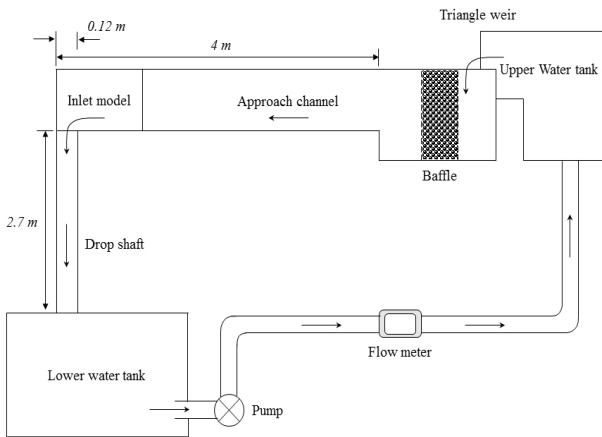 0.12 m
4 m
Triangle weir
Upper Water tank
Inlet model
Approach channel
Baffle
2.7 m
Drop shaft
Flow meter
Lower water tank
Pump